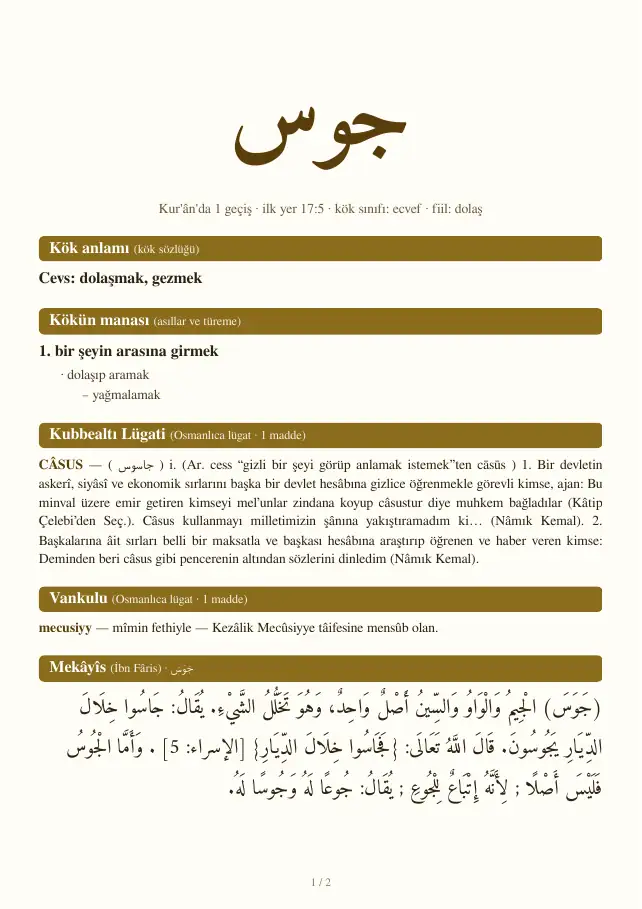 جوس
Kur'ân'da 1 geçiş · ilk yer 17:5 · kök sınıfı: ecvef · fiil: dolaş
Kök anlamı (kök sözlüğü)
Cevs: dolaşmak, gezmek
Kökün manası (asıllar ve türeme)
1. bir şeyin arasına girmek
· dolaşıp aramak
– yağmalamak
Kubbealtı Lügati (Osmanlıca lügat · 1 madde)
CÂSUS — ( جاسوس ) i. (Ar. cess “gizli bir şeyi görüp anlamak istemek”ten cāsūs ) 1. Bir devletin
askerî, siyâsî ve ekonomik sırlarını başka bir devlet hesâbına gizlice öğrenmekle görevli kimse, ajan: Bu
minval üzere emir getiren kimseyi mel’unlar zindana koyup câsustur diye muhkem bağladılar (Kâtip
Çelebi’den Seç.). Câsus kullanmayı milletimizin şânına yakıştıramadım ki… (Nâmık Kemal). 2.
Başkalarına âit sırları belli bir maksatla ve başkası hesâbına araştırıp öğrenen ve haber veren kimse:
Deminden beri câsus gibi pencerenin altından sözlerini dinledim (Nâmık Kemal).
Vankulu (Osmanlıca lügat · 1 madde)
mecusiyy — mîmin fethiyle — Kezâlik Mecûsiyye tâifesine mensûb olan.
Mekâyîs (İbn Fâris) · جَوَسَ
(جَوَسَ) الْجِيمُ وَالْوَاوُ وَالسِّينُ أَصْلٌ وَاحِدٌ، وَهُوَ تَخَلُّلُ الشَّيْءِ. يُقَالُ: جَاسُوا خِلَالَ
الدِّيَارِ يَجُوسُونَ. قَالَ اللَّهُ تَعَالَى: {فَجَاسُوا خِلَالَ الدِّيَارِ} [الإسراء: 5] . وَأَمَّا الْجُوسُ
فَلَيْسَ أَصْلًا ; لِأَنَّهُ إِتْبَاعٌ لِلْجُوعِ ; يُقَالُ: جُوعًا لَهُ وَجُوسًا لَهُ.
1 / 2